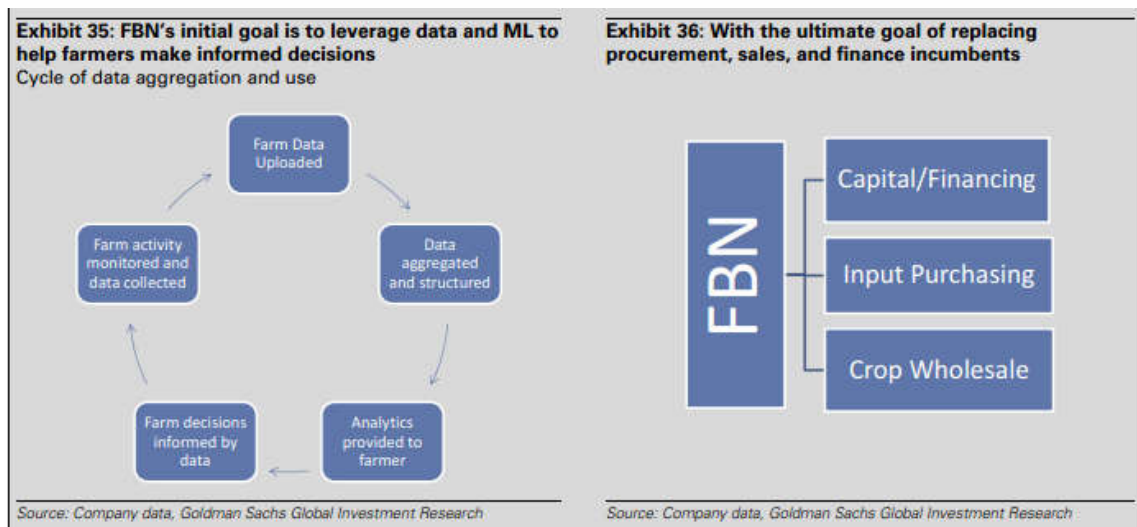 Exhibit 35: FBN's initial goal is to leverage data and ML to
help farmers make informed decisions
Cycle of data aggregation and use
Farm Data
Uploaded
Data
aggregated
and structured
Analytics
provided to
farmer
Farm decisions
informed by
data
Farm activity
monitored and
data collected
Source: Company data, Goldman Sachs Global Investment Research
Exhibit 36: With the ultimate goal of replacing
procurement, sales, and finance incumbents
FBN
Capital/Financing
Input Purchasing
Crop Wholesale
Source: Company data, Goldman Sachs Global Investment Research